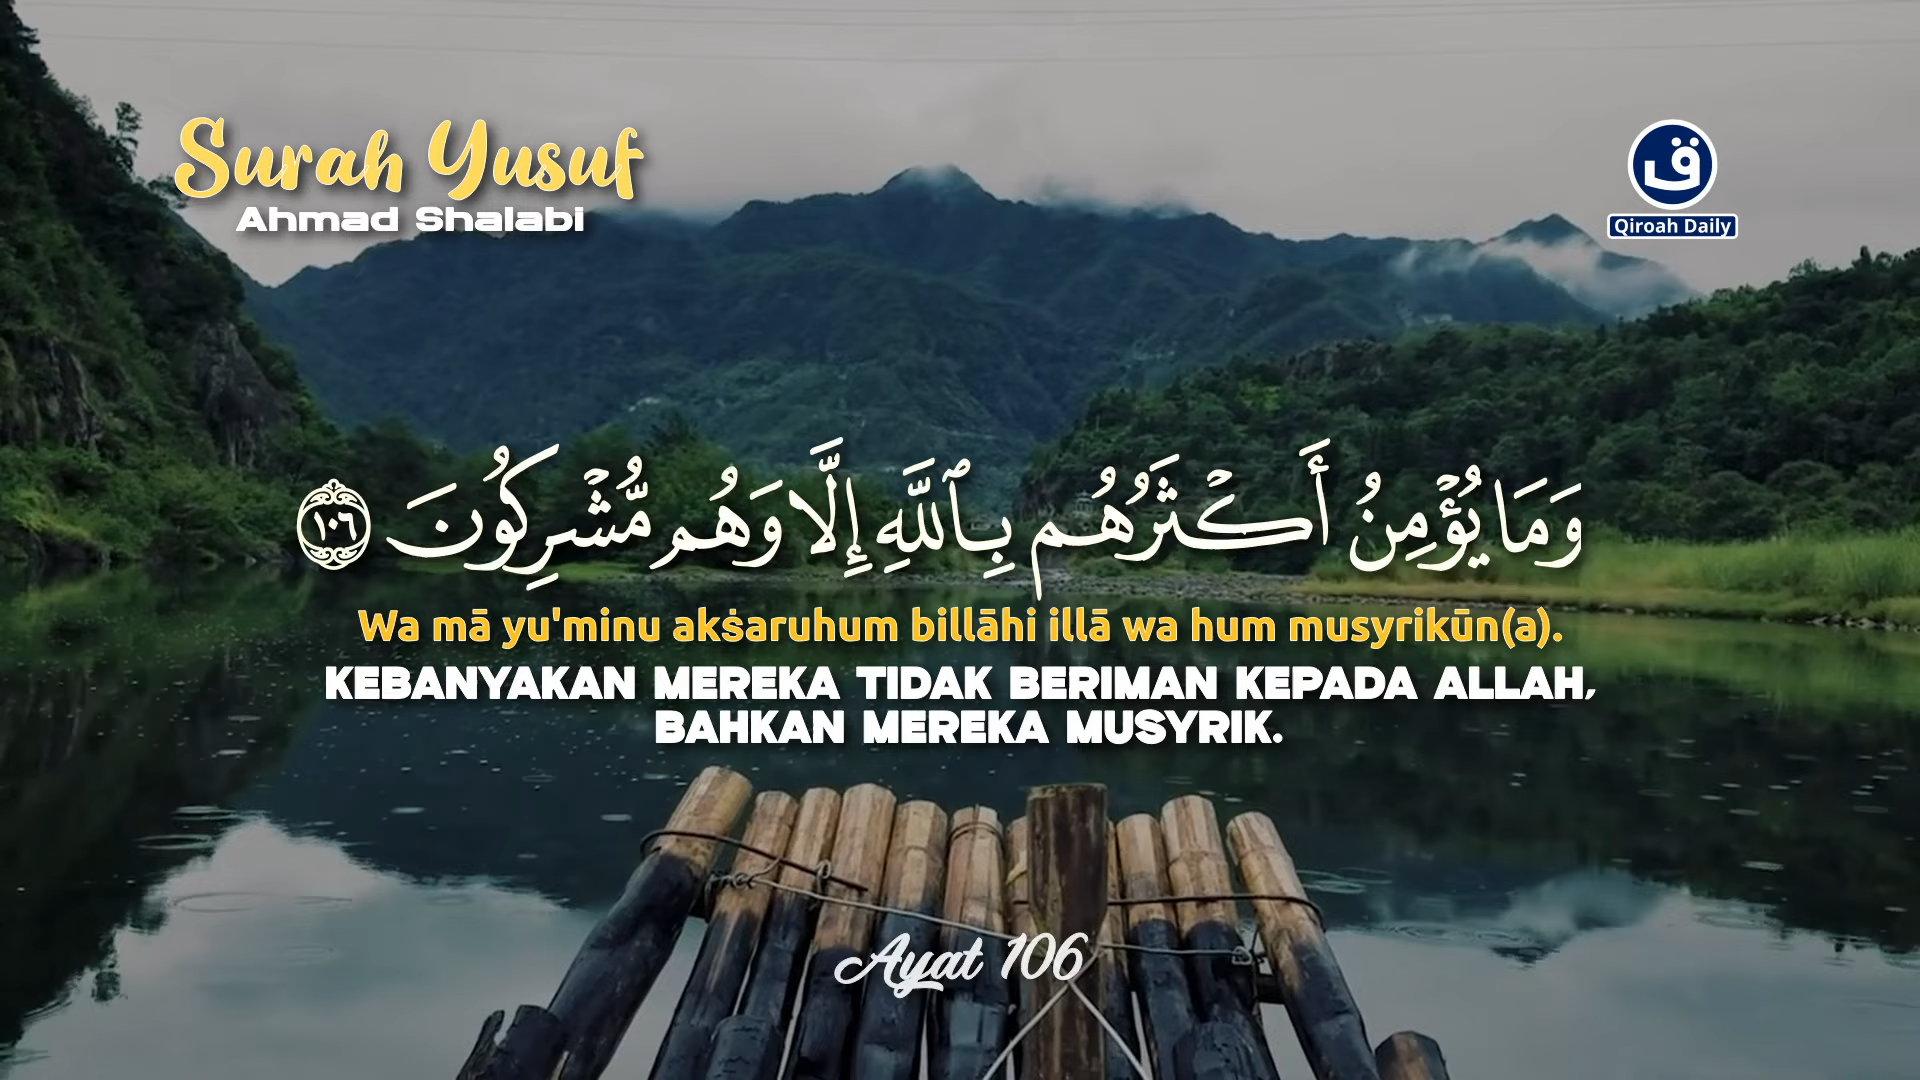 Surah Yusuf
Ahmad Shalabi
ق
Qiroah Daily
وَمَا يُؤْمِنُ أَكْثَرُهُم بِٱللَّهِ إِلَّا وَهُم مُّشْرِكُونَ ١٠٦
Wa mā yu'minu akṡaruhum billāhi illā wa hum musyrikūn(a).
KEBANYAKAN MEREKA TIDAK BERIMAN KEPADA ALLAH,
BAHKAN MEREKA MUSYRIK.
Ayat 106